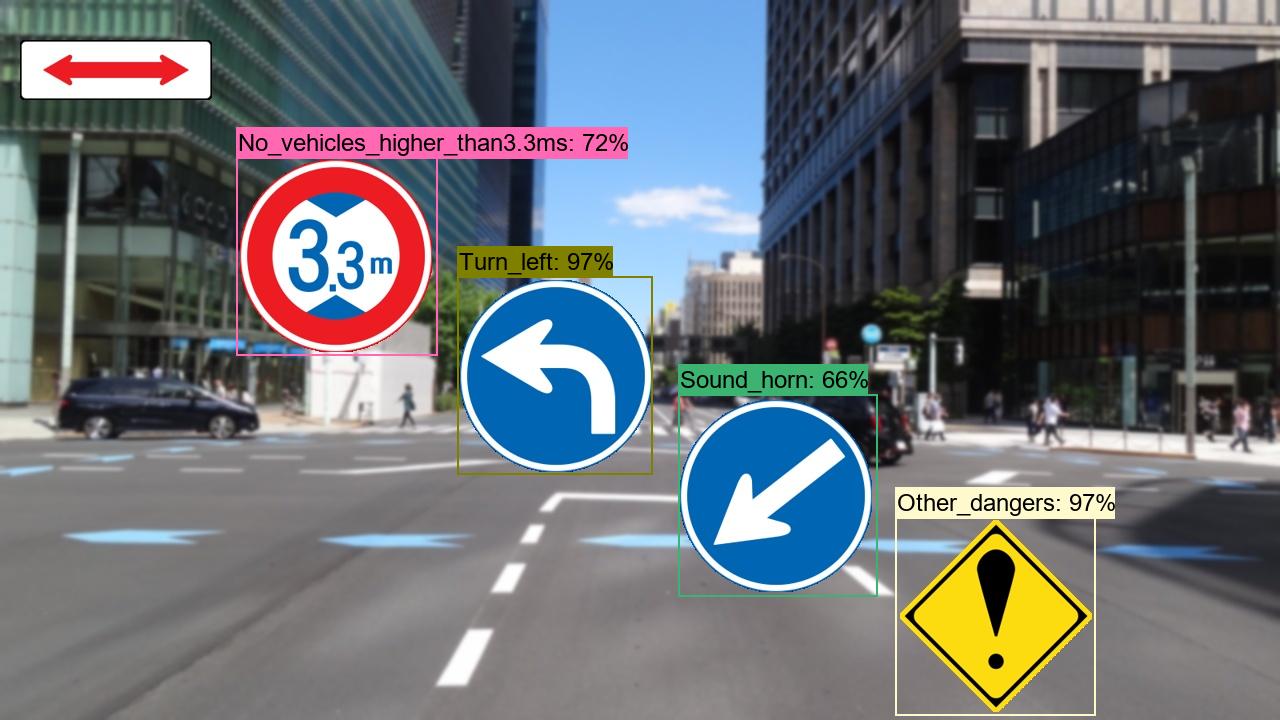 No_vehicles_higher_than3.3ms: 72%
3.3m
Turn_left: 97%
Sound_horn: 66%
Other_dangers: 97%
!